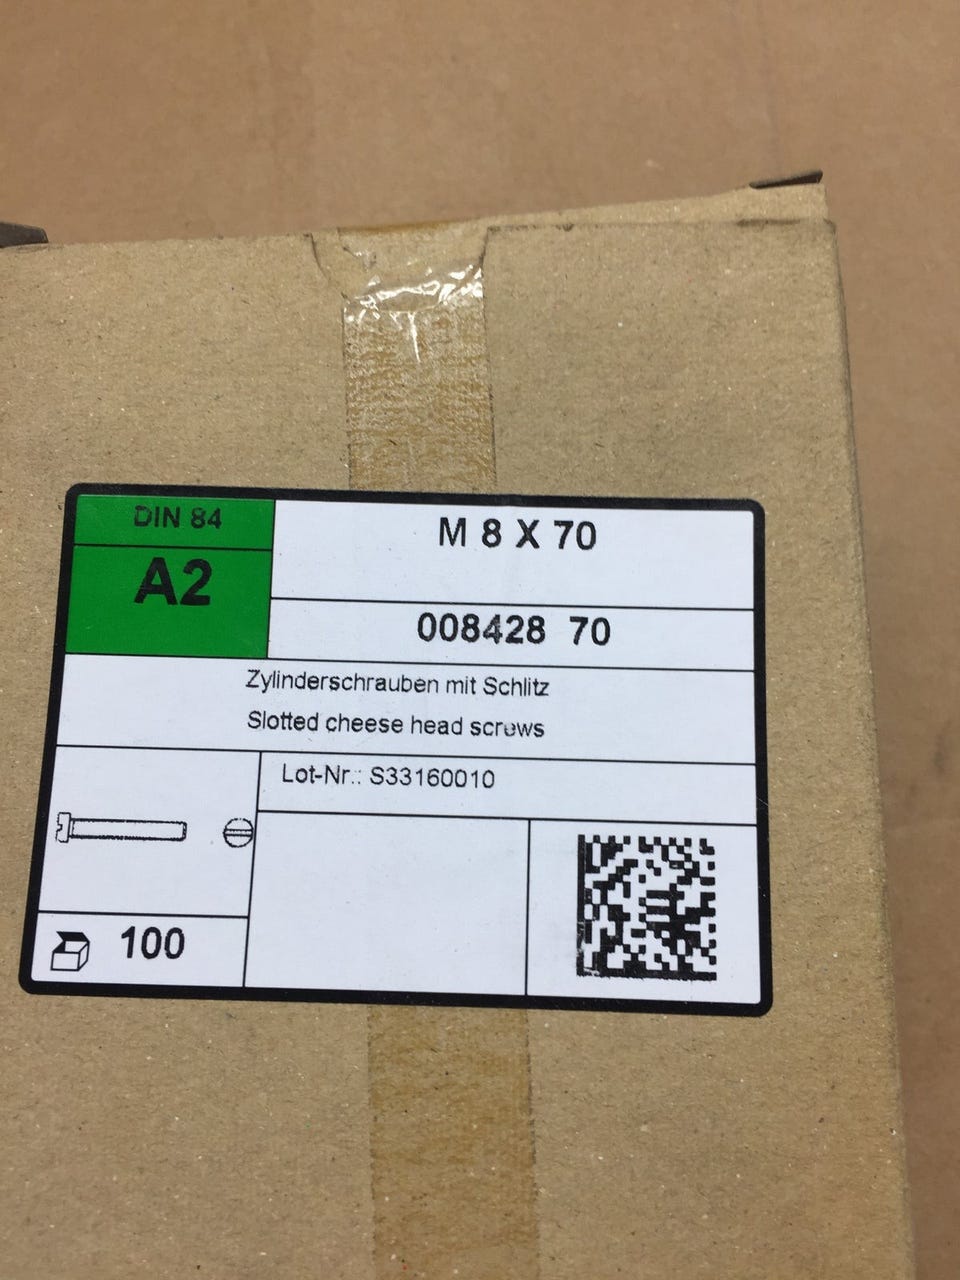 DIN 84
A2
M 8 X 70
008428 70
Zylinderschrauben mit Schlitz
Slotted cheese head screws
Lot-Nr.: S33160010
100